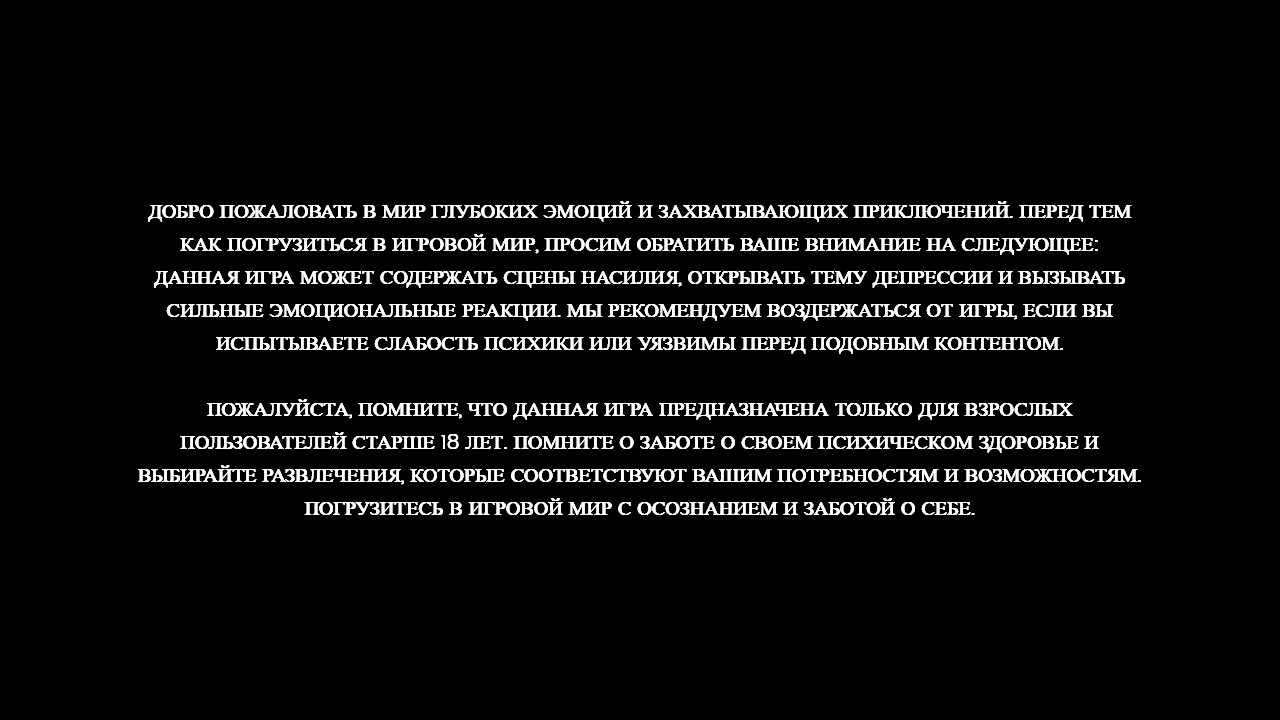 ДОБРО ПОЖАЛОВАТЬ В МИР ГЛУБОКИХ ЭМОЦИЙ И ЗАХВАТЫВАЮЩИХ ПРИКЛЮЧЕНИЙ. ПЕРЕД ТЕМ
КАК ПОГРУЗИТЬСЯ В ИГРОВОЙ МИР, ПРОСИМ ОБРАТИТЬ ВАШЕ ВНИМАНИЕ НА СЛЕДУЮЩЕЕ:
ДАННАЯ ИГРА МОЖЕТ СОДЕРЖАТЬ СЦЕНЫ НАСИЛИЯ, ОТКРЫВАТЬ ТЕМУ ДЕПРЕССИИ И ВЫЗЫВАТЬ
СИЛЬНЫЕ ЭМОЦИОНАЛЬНЫЕ РЕАКЦИИ. МЫ РЕКОМЕНДУЕМ ВОЗДЕРЖАТЬСЯ ОТ ИГРЫ, ЕСЛИ ВЫ
ИСПЫТЫВАЕТЕ СЛАБОСТЬ ПСИХИКИ ИЛИ УЯЗВИМЫ ПЕРЕД ПОДОБНЫМ КОНТЕНТОМ.
ПОЖАЛУЙСТА, ПОМНИТЕ, ЧТО ДАННАЯ ИГРА ПРЕДНАЗНАЧЕНА ТОЛЬКО ДЛЯ ВЗРОСЛЫХ
ПОЛЬЗОВАТЕЛЕЙ СТАРШЕ 18 ЛЕТ. ПОМНИТЕ О ЗАБОТЕ О СВОЕМ ПСИХИЧЕСКОМ ЗДОРОВЬЕ И
ВЫБИРАЙТЕ РАЗВЛЕЧЕНИЯ, КОТОРЫЕ СООТВЕТСТВУЮТ ВАШИМ ПОТРЕБНОСТЯМ И ВОЗМОЖНОСТЯМ.
ПОГРУЗИТЕСЬ В ИГРОВОЙ МИР С ОСОЗНАНИЕМ И ЗАБОТОЙ О СЕБЕ.